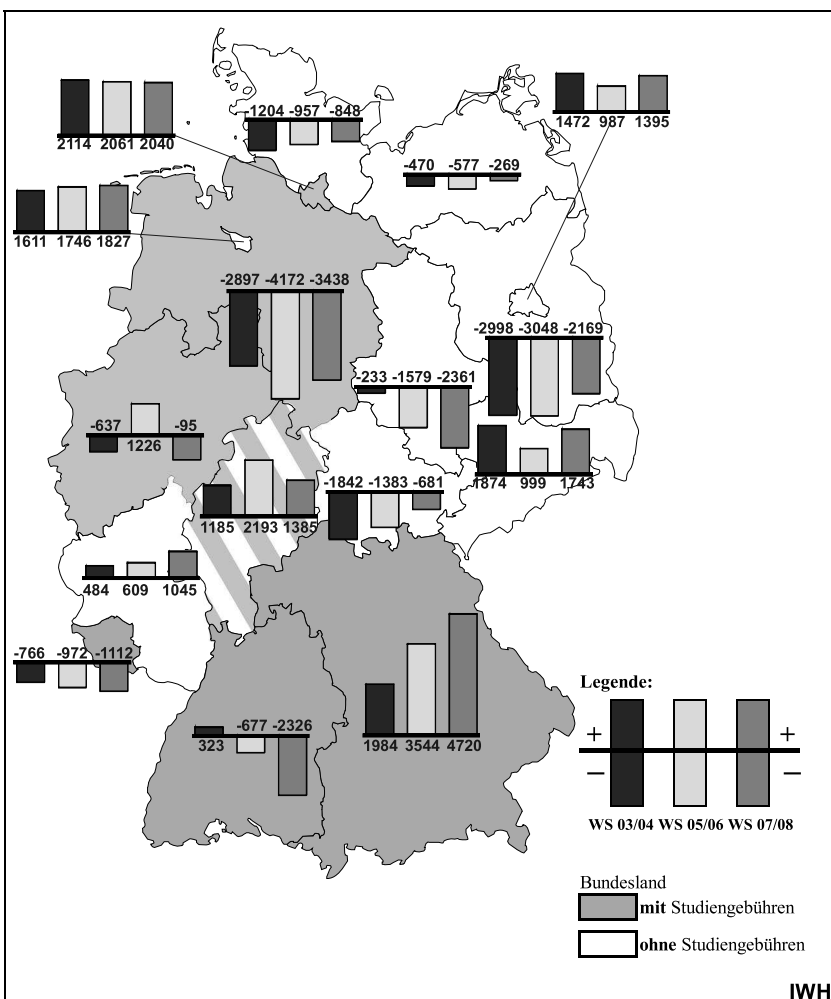 -1204 -957 -848
1472 987 1395
2114 2061 2040
-470 -577 -269
1611 1746 1827
-2897 -4172 -3438
-2998 -3048 -2169
-233 -1579 -2361
-637 -95
1226
1874 999 1743
-1842 -1383 -681
1185 2193 1385
484 609 1045
-766 -972 -1112
-677 -2326
323
1984 3544 4720
Legende:
+ +
– –
WS 03/04 WS 05/06 WS 07/08
Bundesland
mit Studiengebühren
ohne Studiengebühren
IWH